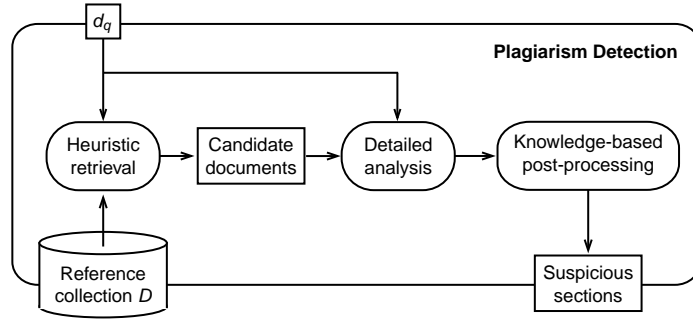 d_q
Plagiarism Detection
Heuristic
retrieval
Candidate
documents
Detailed
analysis
Knowledge-based
post-processing
Reference
collection D
Suspicious
sections